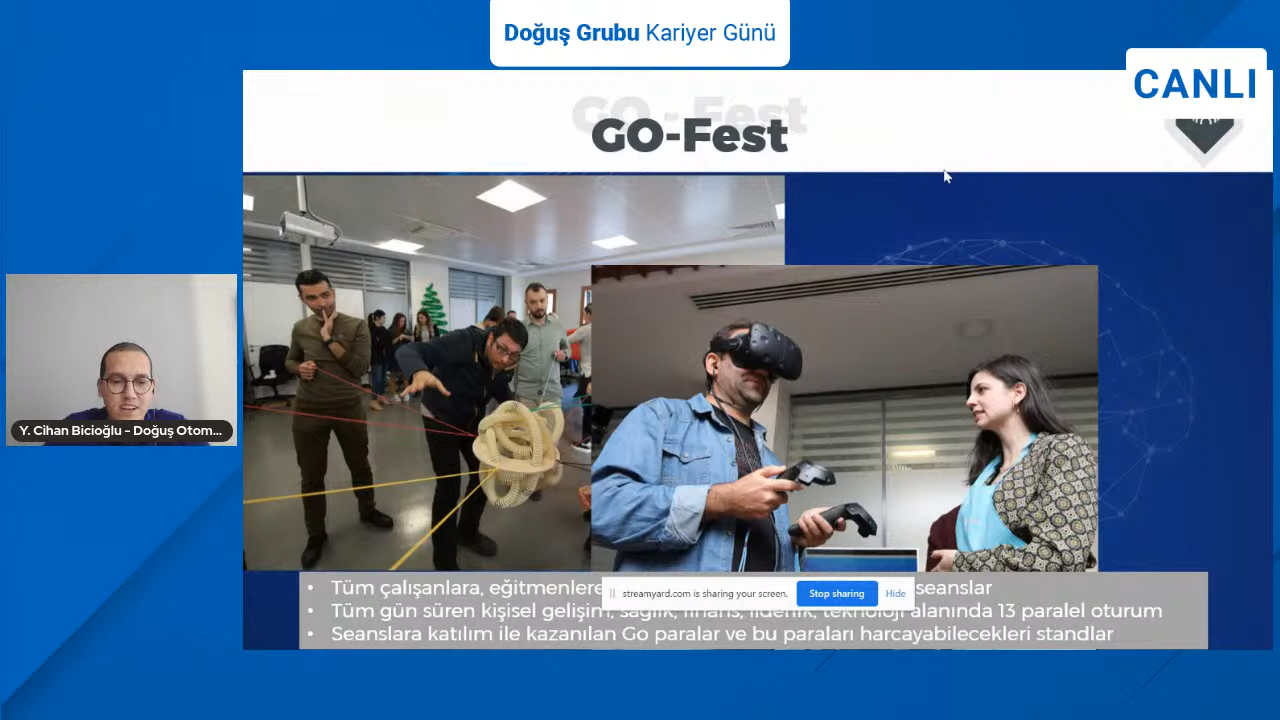 Doğuş Grubu Kariyer Günü
CANLI
GO - Fest
GO-Fest
Y. Cihan Bicioğlu - Doğuş Otom...
Tüm çalışanlara, eğitmenlere seanslar
streamyard.com is sharing your screen. Stop sharing Hide
Tüm gün süren kişisel gelişim, sağlık, finans, liderlik, teknoloji alanında 13 paralel oturum
Seanslara katılım ile kazanılan Go paralar ve bu paraları harcayabilecekleri standlar